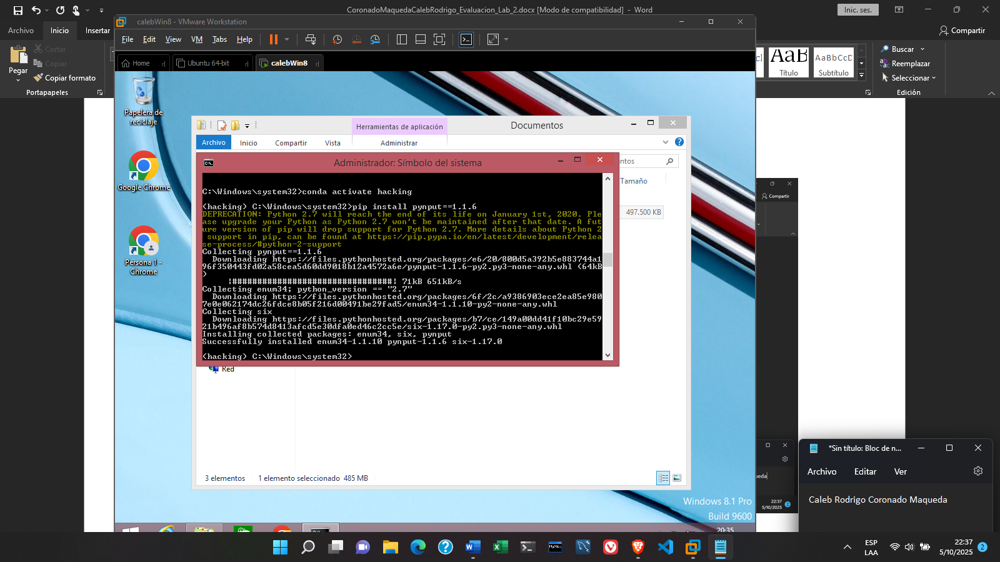 CoronadoMaquedaCalebRodrigo_Evaluacion_Lab_2.docx [Modo de compatibilidad] - Word
Inic. ses.
Archivo
Inicio
Insertar
Compartir
Pegar
Cortar
Copiar
Copiar formato
Portapapeles
Título
Subtítulo
AaB
AaBbCcD
Buscar
Reemplazar
Seleccionar
Edición
calebWin8 - VMware Workstation
File Edit View VM Tabs Help
Home
Ubuntu 64-bit
calebWin8
Papelera de
reciclaje
Google Chrome
Persona 1 -
Chrome
Herramientas de aplicación
Documentos
Archivo
Inicio
Compartir
Vista
Administrar
entos
Tamaño
497.500 KB
Administrador: Símbolo del sistema
C:\Windows\system32>conda activate hacking
(hacking) C:\Windows\system32>pip install pynput==1.1.6
DEPRECATION: Python 2.7 will reach the end of its life on January 1st, 2020. Ple
ase upgrade your Python as Python 2.7 won't be maintained after that date. A fut
ure version of pip will drop support for Python 2.7. More details about Python 2
 support in pip, can be found at https://pip.pypa.io/en/latest/development/relea
se-process/#python-2-support
Collecting pynput==1.1.6
  Downloading https://files.pythonhosted.org/packages/e6/20/800d5a392b5e883744a1
96f350443fd02a58cea5d60dd9018b12a4572a6e/pynput-1.1.6-py2.py3-none-any.whl (64kB
)
     |################################| 71kB 651kB/s
Collecting enum34; python_version == "2.7"
  Downloading https://files.pythonhosted.org/packages/6f/2c/a9386903ece2ea85e980
7e0e062174dc26fdce8b05f216d00491be29fad5/enum34-1.1.10-py2-none-any.whl
Collecting six
  Downloading https://files.pythonhosted.org/packages/b7/ce/149a00dd41f10bc29e59
21b496af8b574d8413afcd5e30dfa0ed46c2cc5e/six-1.17.0-py2.py3-none-any.whl
Installing collected packages: enum34, six, pynput
Successfully installed enum34-1.1.10 pynput-1.1.6 six-1.17.0
(hacking) C:\Windows\system32>
Red
3 elementos
1 elemento seleccionado 485 MB
Windows 8.1 Pro
Build 9600
20:35
Compartir
ueda
22:37
5/10/2025
2
*Sin título: Bloc de n...
Archivo
Editar
Ver
Caleb Rodrigo Coronado Maqueda
ESP
LAA
22:37
5/10/2025
2